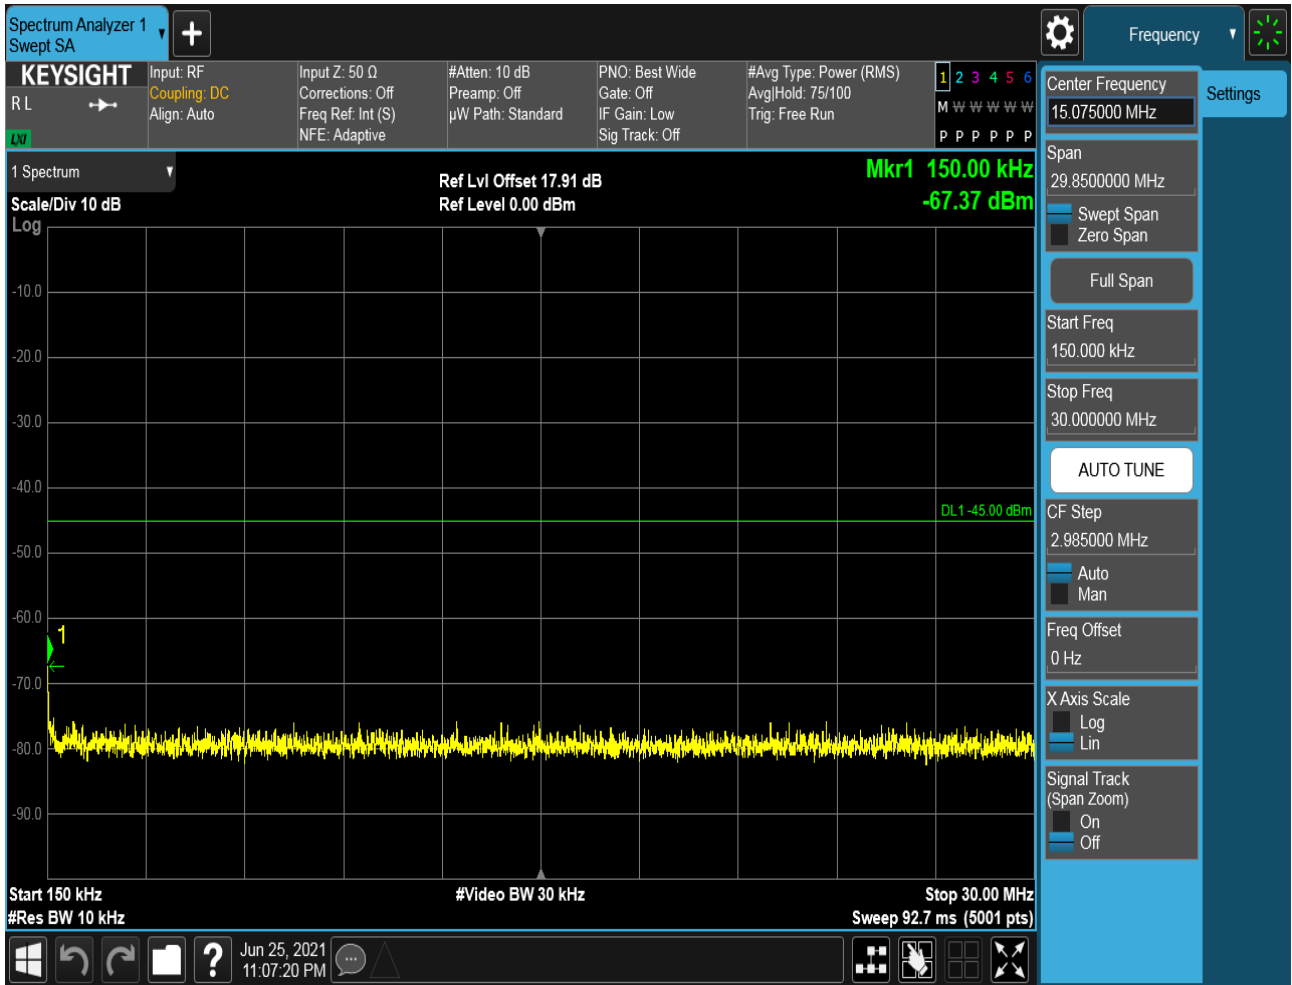 Spectrum Analyzer 1
Swept SA
Frequency
KEYSIGHT
R L
LXI
Input: RF
Coupling: DC
Align: Auto
Input Z: 50 Ω
Corrections: Off
Freq Ref: Int (S)
NFE: Adaptive
#Atten: 10 dB
Preamp: Off
µW Path: Standard
PNO: Best Wide
Gate: Off
IF Gain: Low
Sig Track: Off
#Avg Type: Power (RMS)
Avg|Hold: 75/100
Trig: Free Run
1 2 3 4 5 6
M W W W W W
P P P P P P
1 Spectrum
Scale/Div 10 dB
Log
Ref Lvl Offset 17.91 dB
Ref Level 0.00 dBm
Mkr1 150.00 kHz
-67.37 dBm
-10.0
-20.0
-30.0
-40.0
DL1 -45.00 dBm
-50.0
-60.0
1
-70.0
-80.0
-90.0
Start 150 kHz
#Video BW 30 kHz
Stop 30.00 MHz
#Res BW 10 kHz
Sweep 92.7 ms (5001 pts)
?
Jun 25, 2021
11:07:20 PM
Center Frequency
15.075000 MHz
Settings
Span
29.8500000 MHz
Swept Span
Zero Span
Full Span
Start Freq
150.000 kHz
Stop Freq
30.000000 MHz
AUTO TUNE
CF Step
2.985000 MHz
Auto
Man
Freq Offset
0 Hz
X Axis Scale
Log
Lin
Signal Track
(Span Zoom)
On
Off